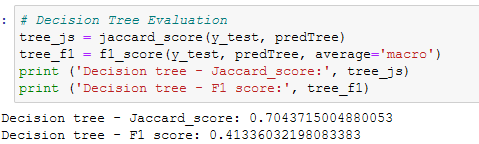 : # Decision Tree Evaluation
tree_js = jaccard_score(y_test, predTree)
tree_f1 = f1_score(y_test, predTree, average='macro')
print ('Decision tree - Jaccard_score:', tree_js)
print ('Decision tree - F1 score:', tree_f1)
Decision tree - Jaccard_score: 0.7043715004880053
Decision tree - F1 score: 0.41336032198083383